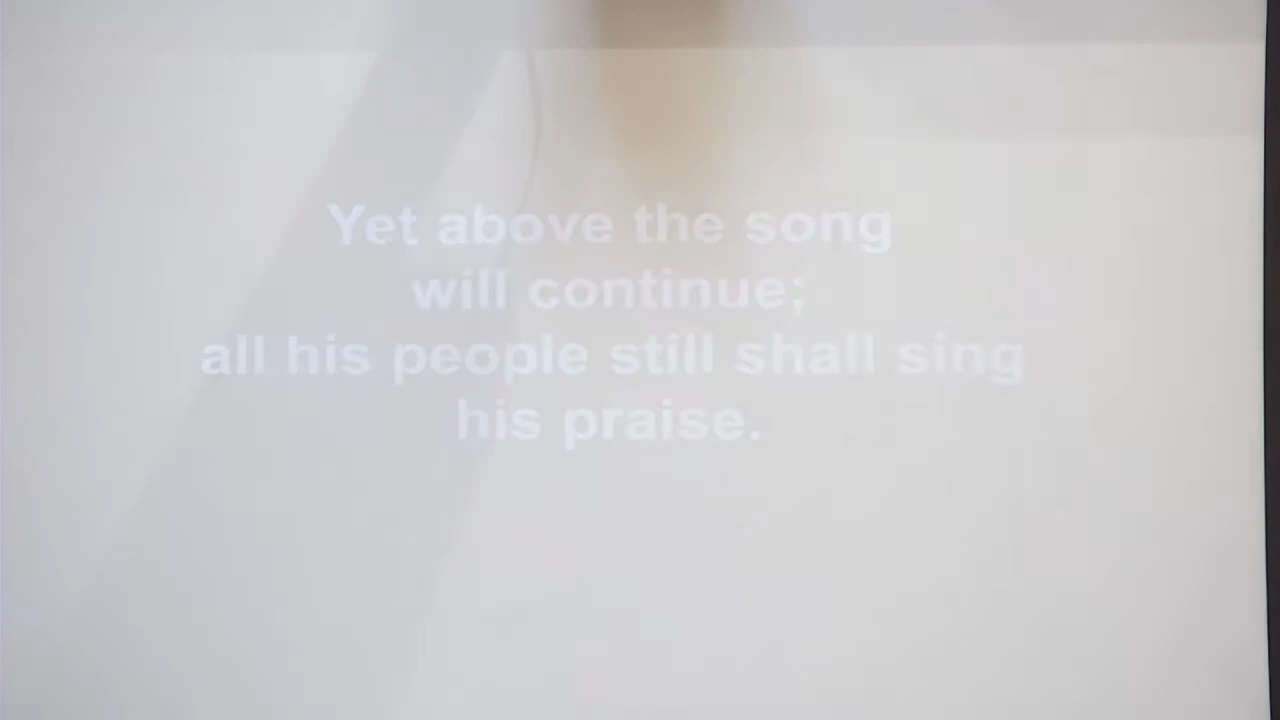 Yet above the song
will continue;
all his people still shall sing
his praise.